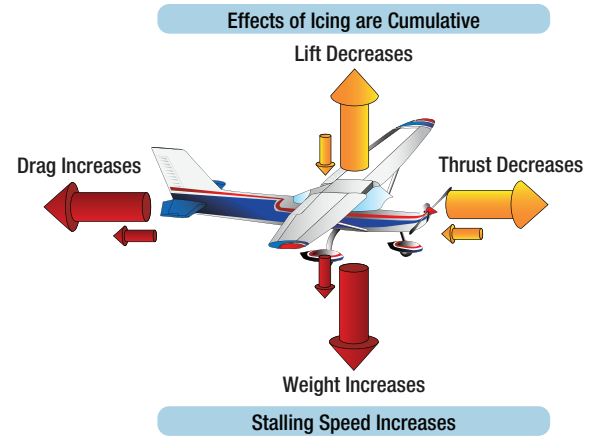 Effects of Icing are Cumulative
Lift Decreases
Drag Increases
Thrust Decreases
Weight Increases
Stalling Speed Increases